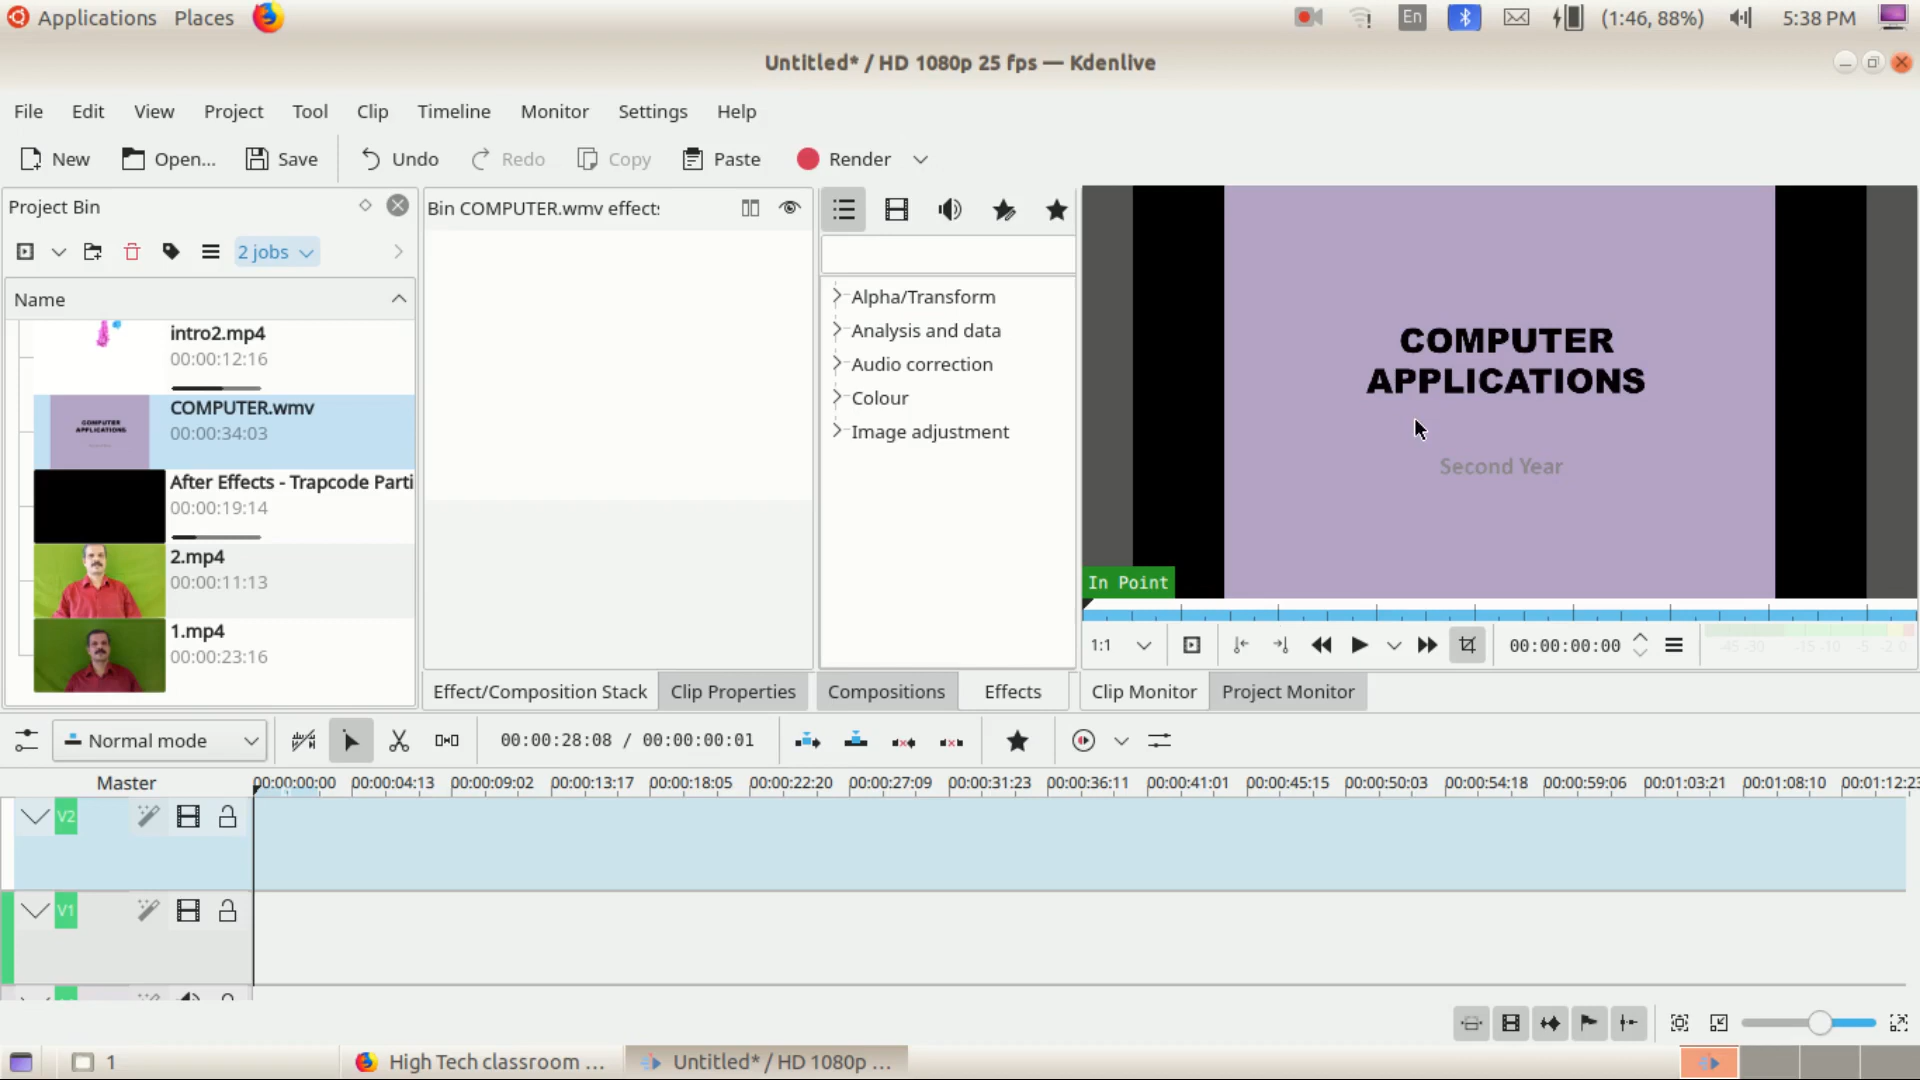 Applications Places En (1:46, 88%) 5:38 PM
Untitled* / HD 1080p 25 fps — Kdenlive
File Edit View Project Tool Clip Timeline Monitor Settings Help
New Open... Save Undo Redo Copy Paste Render
Project Bin
2 jobs
Name
intro2.mp4
00:00:12:16
COMPUTER.wmv
00:00:34:03
After Effects - Trapcode Parti
00:00:19:14
2.mp4
00:00:11:13
1.mp4
00:00:23:16
Bin COMPUTER.wmv effect
Alpha/Transform
Analysis and data
Audio correction
Colour
Image adjustment
COMPUTER
APPLICATIONS
Second Year
In Point
1:1 00:00:00:00
Effect/Composition Stack Clip Properties Compositions Effects Clip Monitor Project Monitor
Normal mode 00:00:28:08 / 00:00:00:01
Master 00:00:00:00 00:00:04:13 00:00:09:02 00:00:13:17 00:00:18:05 00:00:22:20 00:00:27:09 00:00:31:23 00:00:36:11 00:00:41:01 00:00:45:15 00:00:50:03 00:00:54:18 00:00:59:06 00:01:03:21 00:01:08:10 00:01:12:23
V2
V1
1 High Tech classroom ... Untitled* / HD 1080p ...